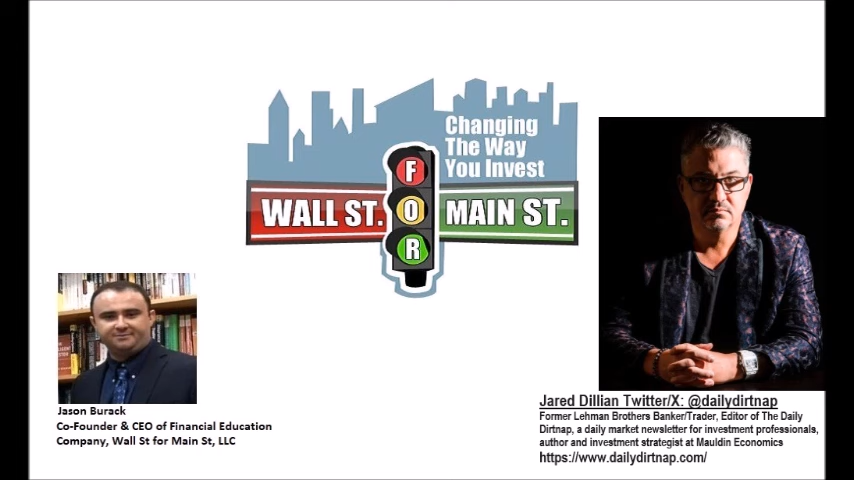 Changing
The Way
You Invest
WALL ST. FOR MAIN ST.
Jason Burack
Co-Founder & CEO of Financial Education
Company, Wall St for Main St, LLC
Jared Dillian Twitter/X: @dailydirtnap
Former Lehman Brothers Banker/Trader, Editor of The Daily
Dirtnap, a daily market newsletter for investment professionals,
author and investment strategist at Mauldin Economics
https://www.dailydirtnap.com/